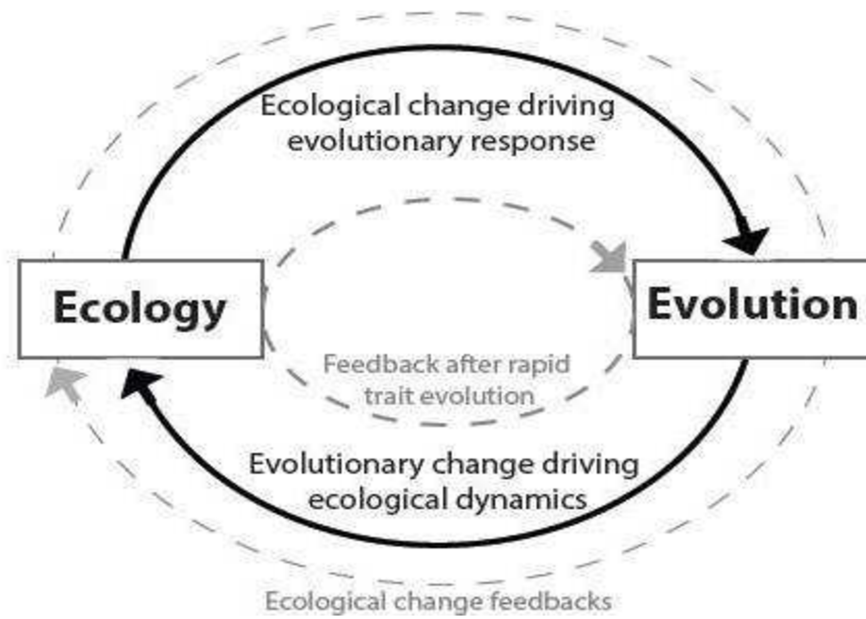 Ecological change driving
evolutionary response
Ecology
Evolution
Feedback after rapid
trait evolution
Evolutionary change driving
ecological dynamics
Ecological change feedbacks